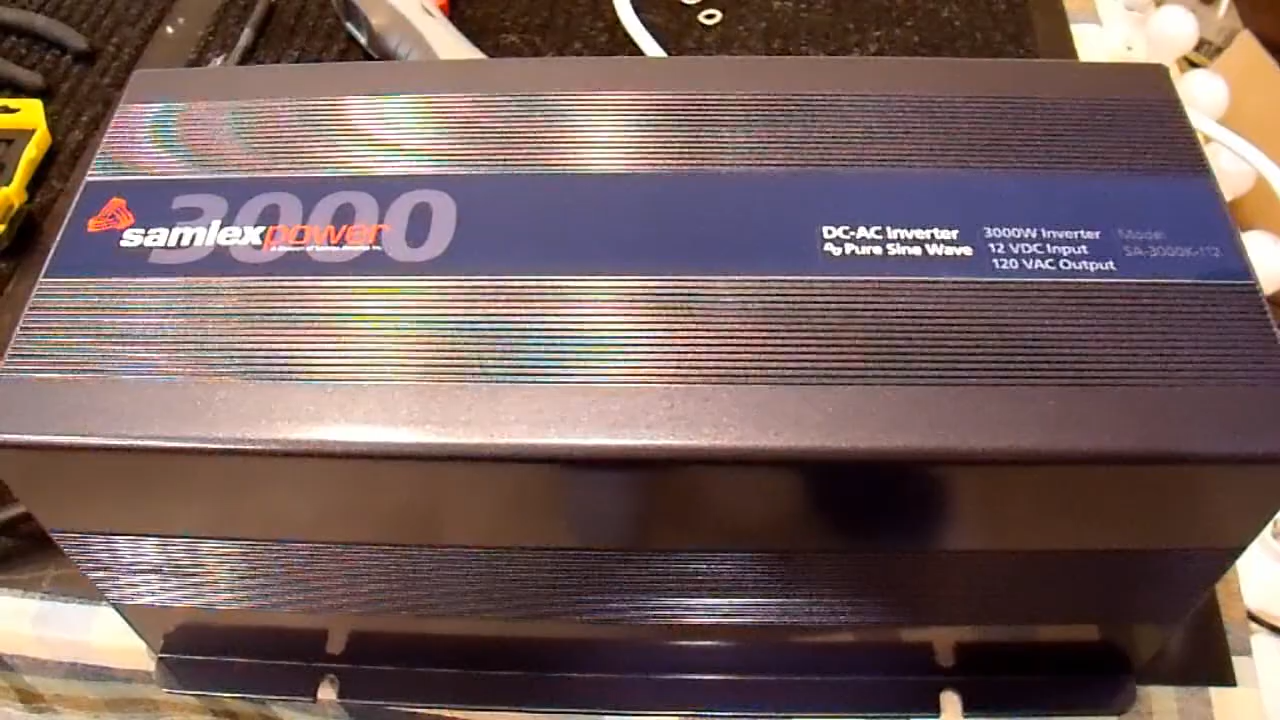 3000
samlexpower
DC-AC Inverter
Pure Sine Wave
3000W Inverter
12 VDC Input
120 VAC Output
Model
SA-3000K-112